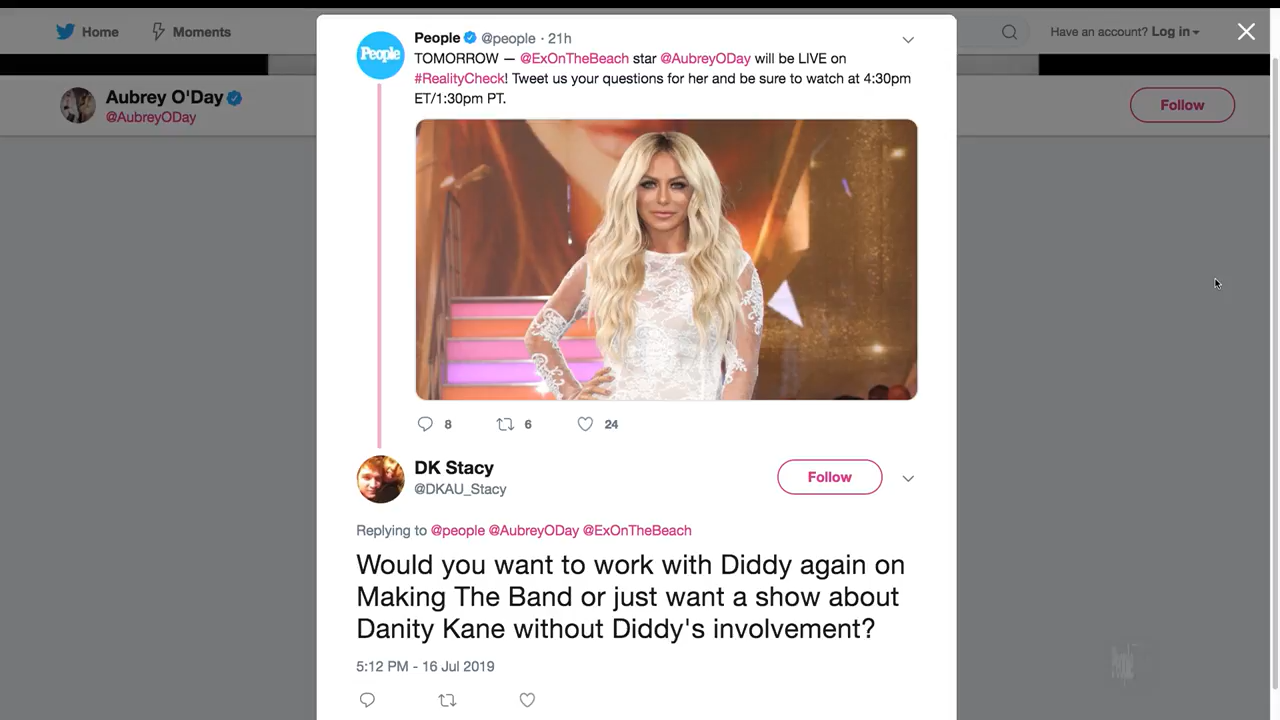 Home
Moments
Have an account? Log in
Aubrey O'Day
@AubreyODay
Follow
People
People @people · 21h
TOMORROW — @ExOnTheBeach star @AubreyODay will be LIVE on
#RealityCheck! Tweet us your questions for her and be sure to watch at 4:30pm
ET/1:30pm PT.
8 6 24
DK Stacy
@DKAU_Stacy
Follow
Replying to @people @AubreyODay @ExOnTheBeach
Would you want to work with Diddy again on
Making The Band or just want a show about
Danity Kane without Diddy's involvement?
5:12 PM - 16 Jul 2019